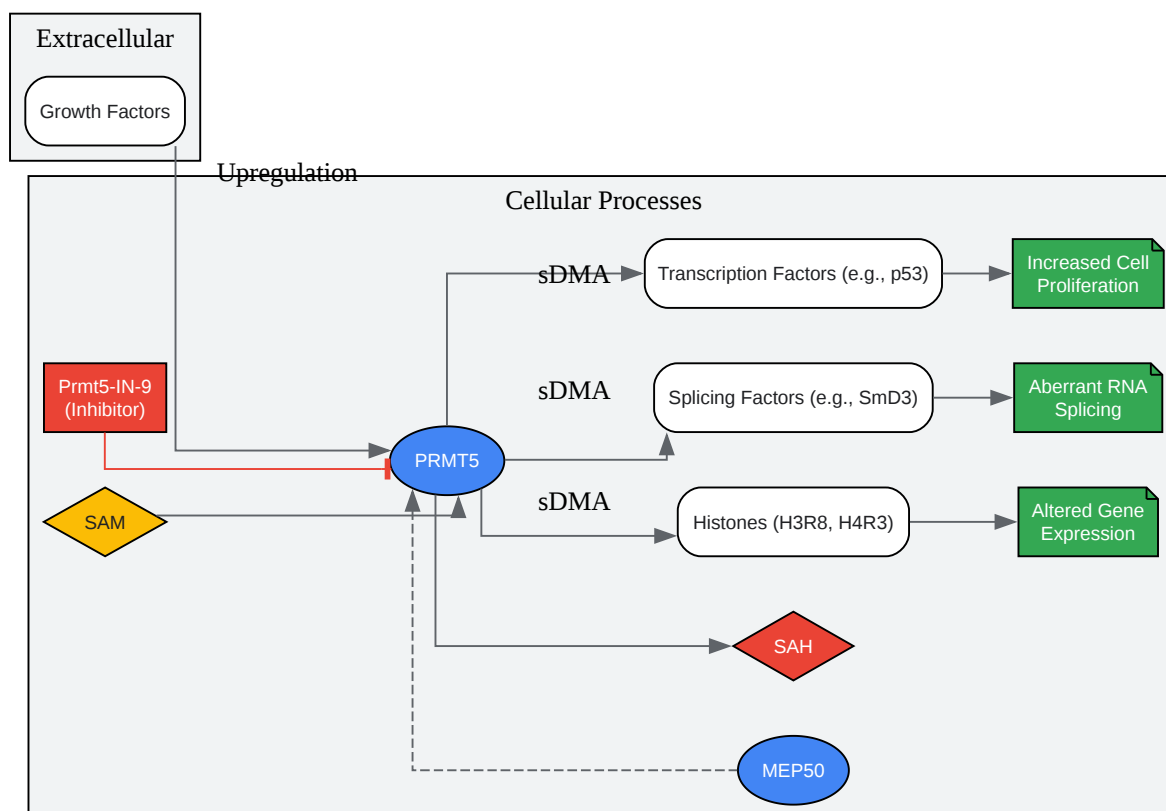 Extracellular
Growth Factors
Upregulation
Cellular Processes
sDMA
Transcription Factors (e.g., p53)
Increased Cell
Proliferation
Prmt5-IN-9
(Inhibitor)
sDMA
Splicing Factors (e.g., SmD3)
Aberrant RNA
Splicing
PRMT5
SAM
sDMA
Histones (H3R8, H4R3)
Altered Gene
Expression
SAH
MEP50